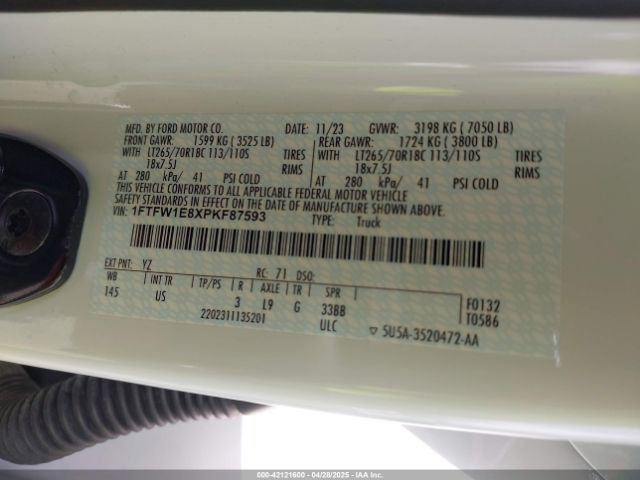 MFD. BY FORD MOTOR CO. DATE: 11/23 GVWR: 3198 KG (7050 LB)
FRONT GAWR: 1599 KG (3525 LB) REAR GAWR: 1724 KG (3800 LB)
WITH LT265/70R18C 113/110S TIRES WITH LT265/70R18C 113/110S TIRES
18x7.5J RIMS 18x7.5J RIMS
AT 280 kPa/ 41 PSI COLD AT 280 kPa/ 41 PSI COLD
THIS VEHICLE CONFORMS TO ALL APPLICABLE FEDERAL MOTOR VEHICLE
SAFETY STANDARDS IN EFFECT ON THE DATE OF MANUFACTURE SHOWN ABOVE.
VIN: 1FTFW1E8XPKF87593 TYPE: Truck
EXT PNT: YZ RC: 71 DSO:
WB INT TR TP/PS R AXLE TR SPR
145 US 3 L9 G 33BB
2202311135201 ULC
F0132
T0586
▽ 5U5A-3520472-AA
000-42121600 04/28/2025 IMPACT AUTO AUCTIONS